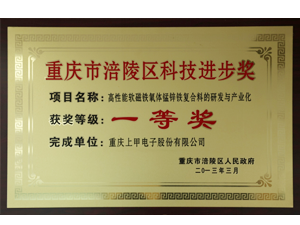 重庆市涪陵区科技进步奖
项目名称：高性能软磁铁氧体锰锌铁复合料的研发与产业化
获奖等级：一等奖
完成单位：重庆上甲电子股份有限公司
重庆市涪陵区人民政府
二〇一三年三月